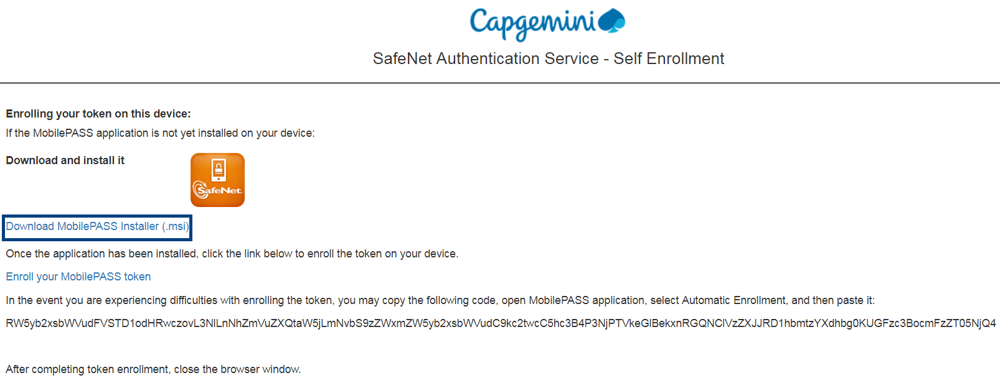 Capgemini
SafeNet Authentication Service - Self Enrollment
Enrolling your token on this device:
If the MobilePASS application is not yet installed on your device:
Download and install it
SafeNet.
Download MobilePASS Installer (.msi)
Once the application has been installed, click the link below to enroll the token on your device.
Enroll your MobilePASS token
In the event you are experiencing difficulties with enrolling the token, you may copy the following code, open MobilePASS application, select Automatic Enrollment, and then paste it:
RW5yb2xsbWVudFVSTD1odHRwczovL3NlLnNhZmVuZXQtaW5jLmNvbS9zZWxmZW5yb2xsbWVudC9kc2twcC5hc3B4P3NjPTVkeGlBekxnRGQNClVzZXJJRD1hbmtzYXdhbg0KUGFzc3BocmFzZT05NjQ4
After completing token enrollment, close the browser window.